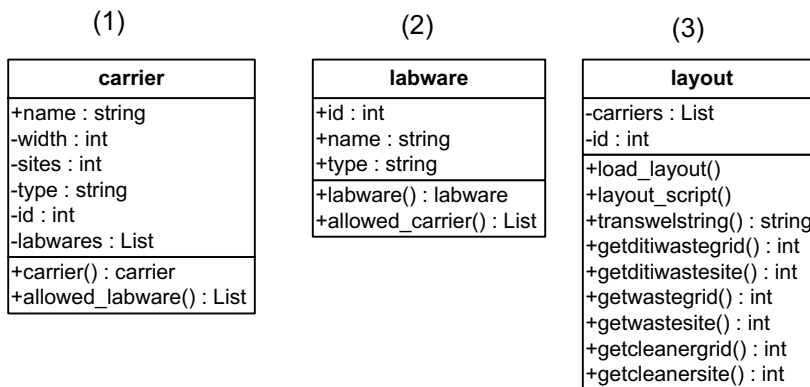 (1)
carrier
+name : string
-width : int
-sites : int
-type : string
-id : int
-labwares : List
+carrier() : carrier
+allowed_labware() : List
(2)
labware
+id : int
+name : string
+type : string
+labware() : labware
+allowed_carrier() : List
(3)
layout
-carriers : List
-id : int
+load_layout()
+layout_script()
+transwelstring() : string
+getditiwastegrid() : int
+getditiwastesite() : int
+getwastegrid() : int
+getwastesite() : int
+getcleanergrid() : int
+getcleanersite() : int